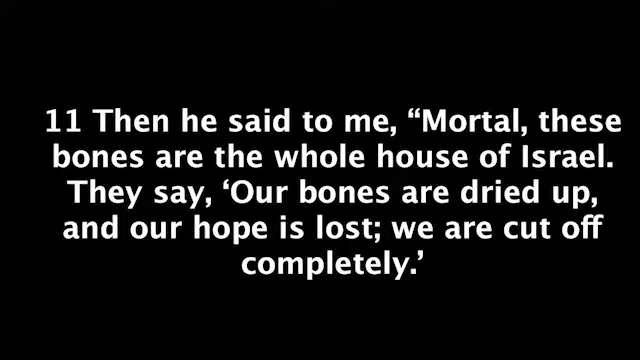 11 Then he said to me, “Mortal, these
bones are the whole house of Israel.
They say, ‘Our bones are dried up,
and our hope is lost; we are cut off
completely.’